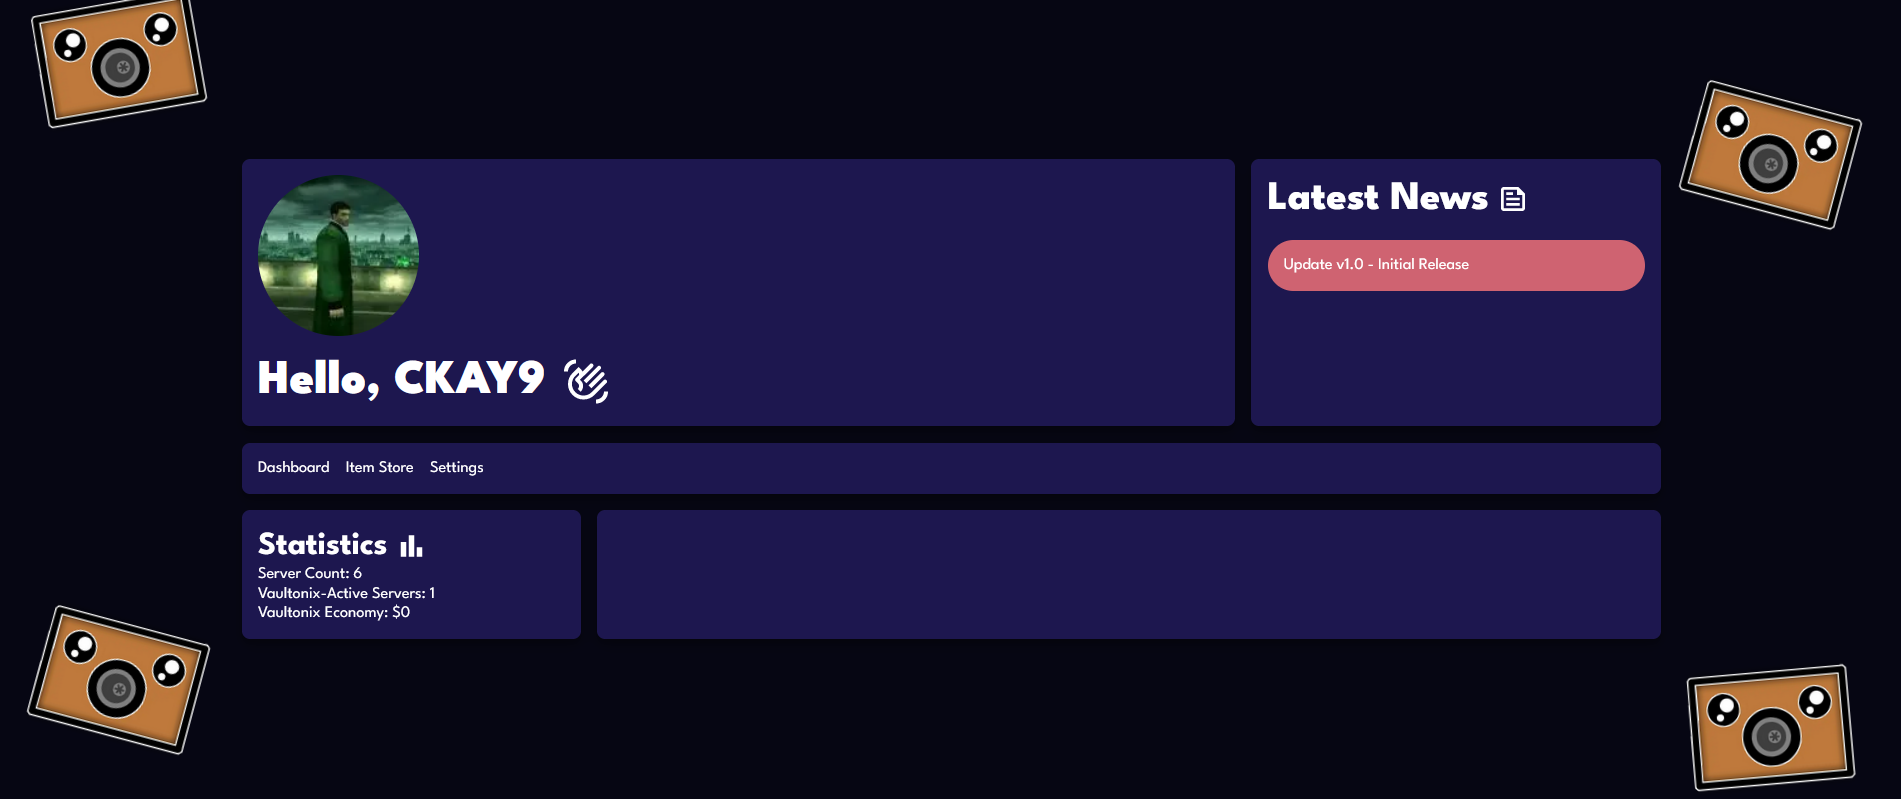 Hello, CKAY9
Latest News
Update v1.0 - Initial Release
Dashboard Item Store Settings
Statistics
Server Count: 6
Vaultonix-Active Servers: 1
Vaultonix Economy: $0